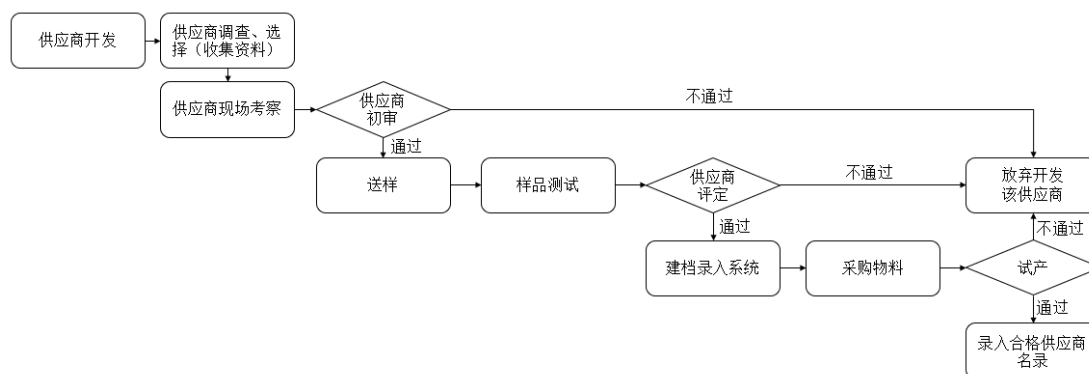 供应商开发
供应商调查、选
择（收集资料）
供应商现场考察
供应商
初审
不通过
通过
送样
样品测试
供应商
评定
不通过
放弃开发
该供应商
通过
不通过
建档录入系统
采购物料
试产
通过
录入合格供应商
名录